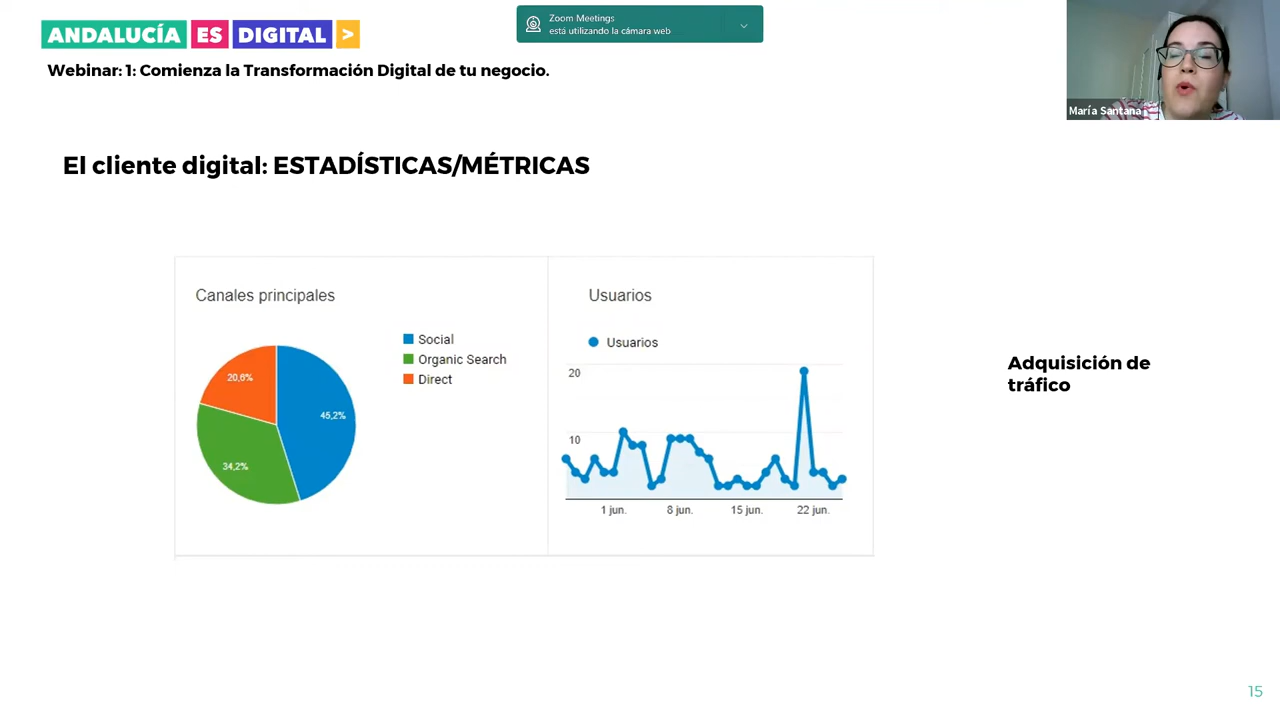 ANDALUCÍA ES DIGITAL >
Webinar: 1: Comienza la Transformación Digital de tu negocio.
Zoom Meetings
está utilizando la cámara web
María Santana
El cliente digital: ESTADÍSTICAS/MÉTRICAS
Canales principales
Social
Organic Search
Direct
20,6%
45,2%
34,2%
Usuarios
Usuarios
20
10
1 jun.
8 jun.
15 jun.
22 jun.
Adquisición de
tráfico
15